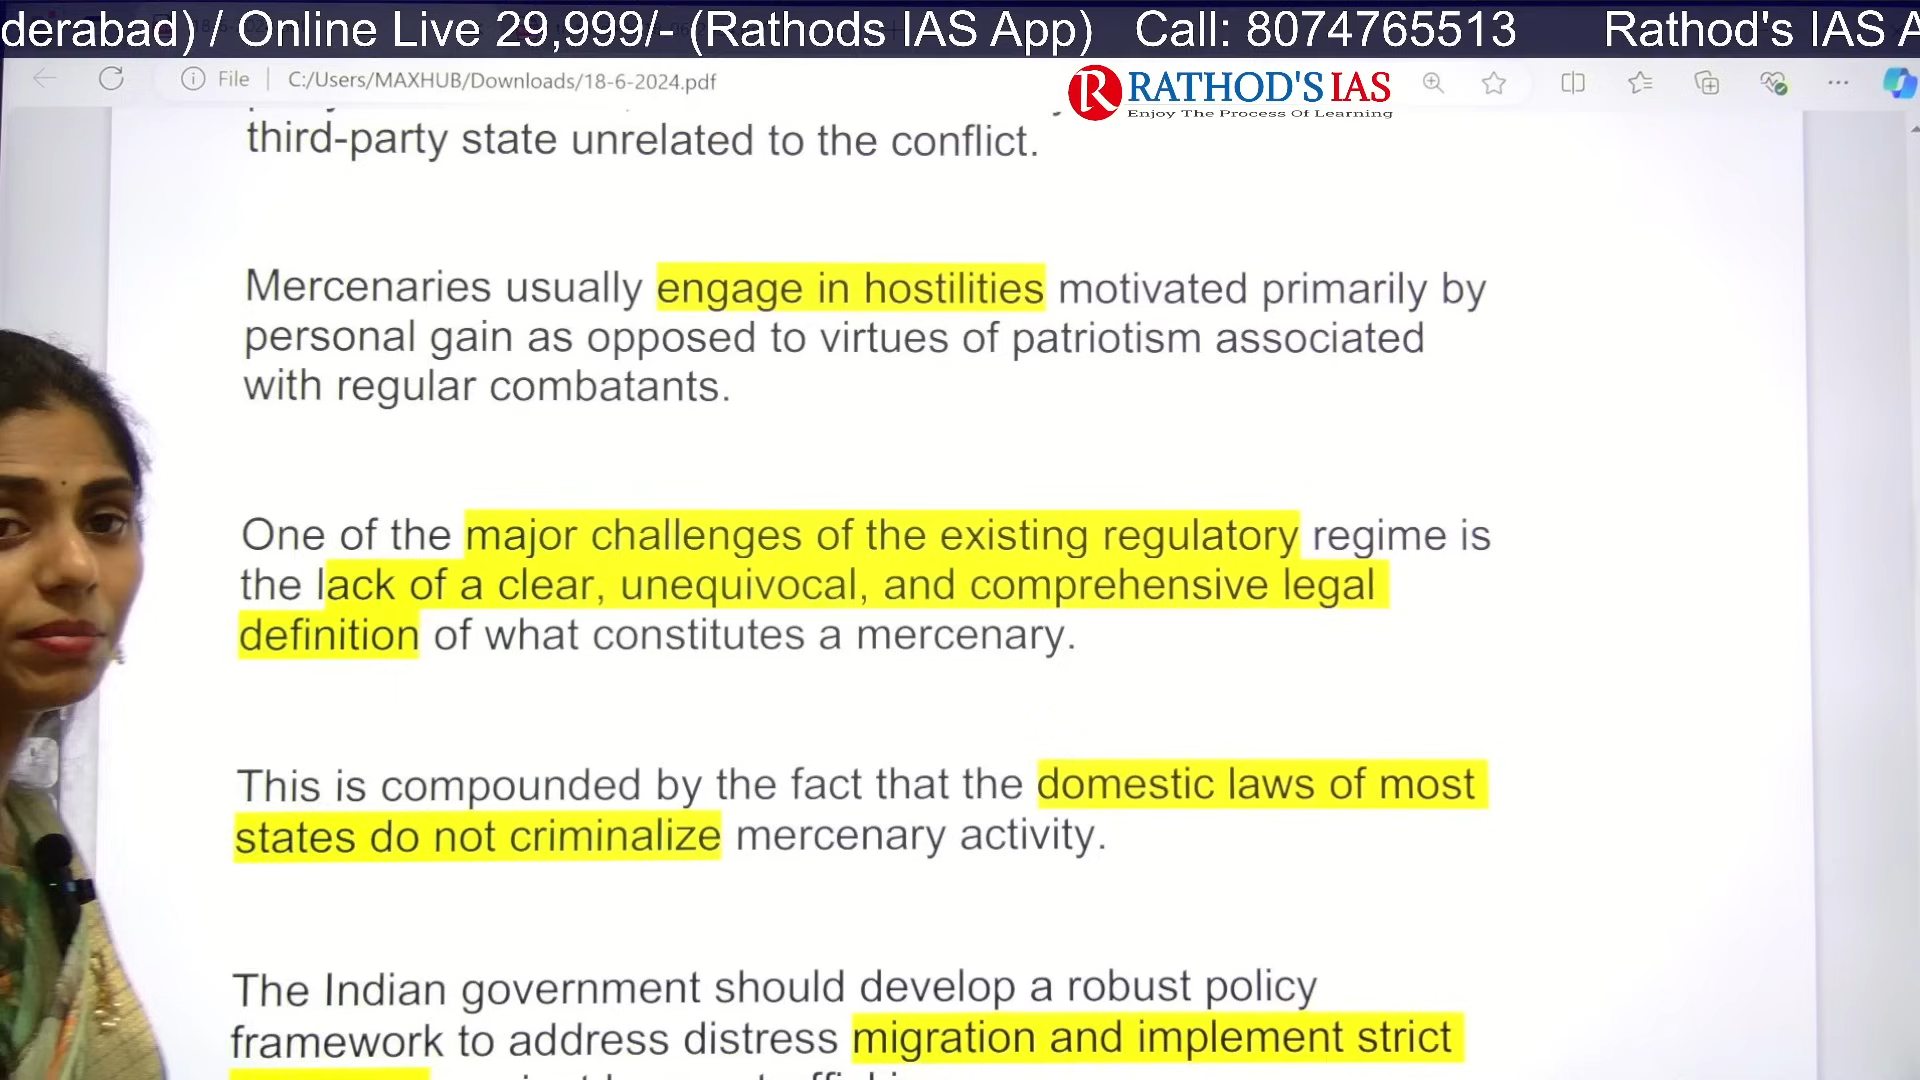 derabad) / Online Live 29,999/- (Rathods IAS App) Call: 8074765513 Rathod's IAS A
File C:/Users/MAXHUB/Downloads/18-6-2024.pdf
RATHOD'S IAS
Enjoy The Process Of Learning
third-party state unrelated to the conflict.
Mercenaries usually engage in hostilities motivated primarily by
personal gain as opposed to virtues of patriotism associated
with regular combatants.
One of the major challenges of the existing regulatory regime is
the lack of a clear, unequivocal, and comprehensive legal
definition of what constitutes a mercenary.
This is compounded by the fact that the domestic laws of most
states do not criminalize mercenary activity.
The Indian government should develop a robust policy
framework to address distress migration and implement strict